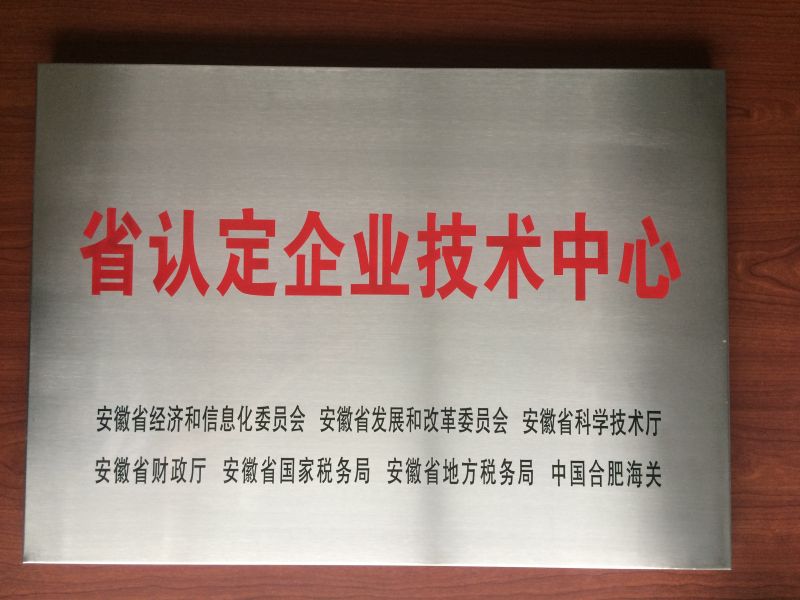 省认定企业技术中心
安徽省经济和信息化委员会 安徽省发展和改革委员会 安徽省科学技术厅
安徽省财政厅 安徽省国家税务局 安徽省地方税务局 中国合肥海关